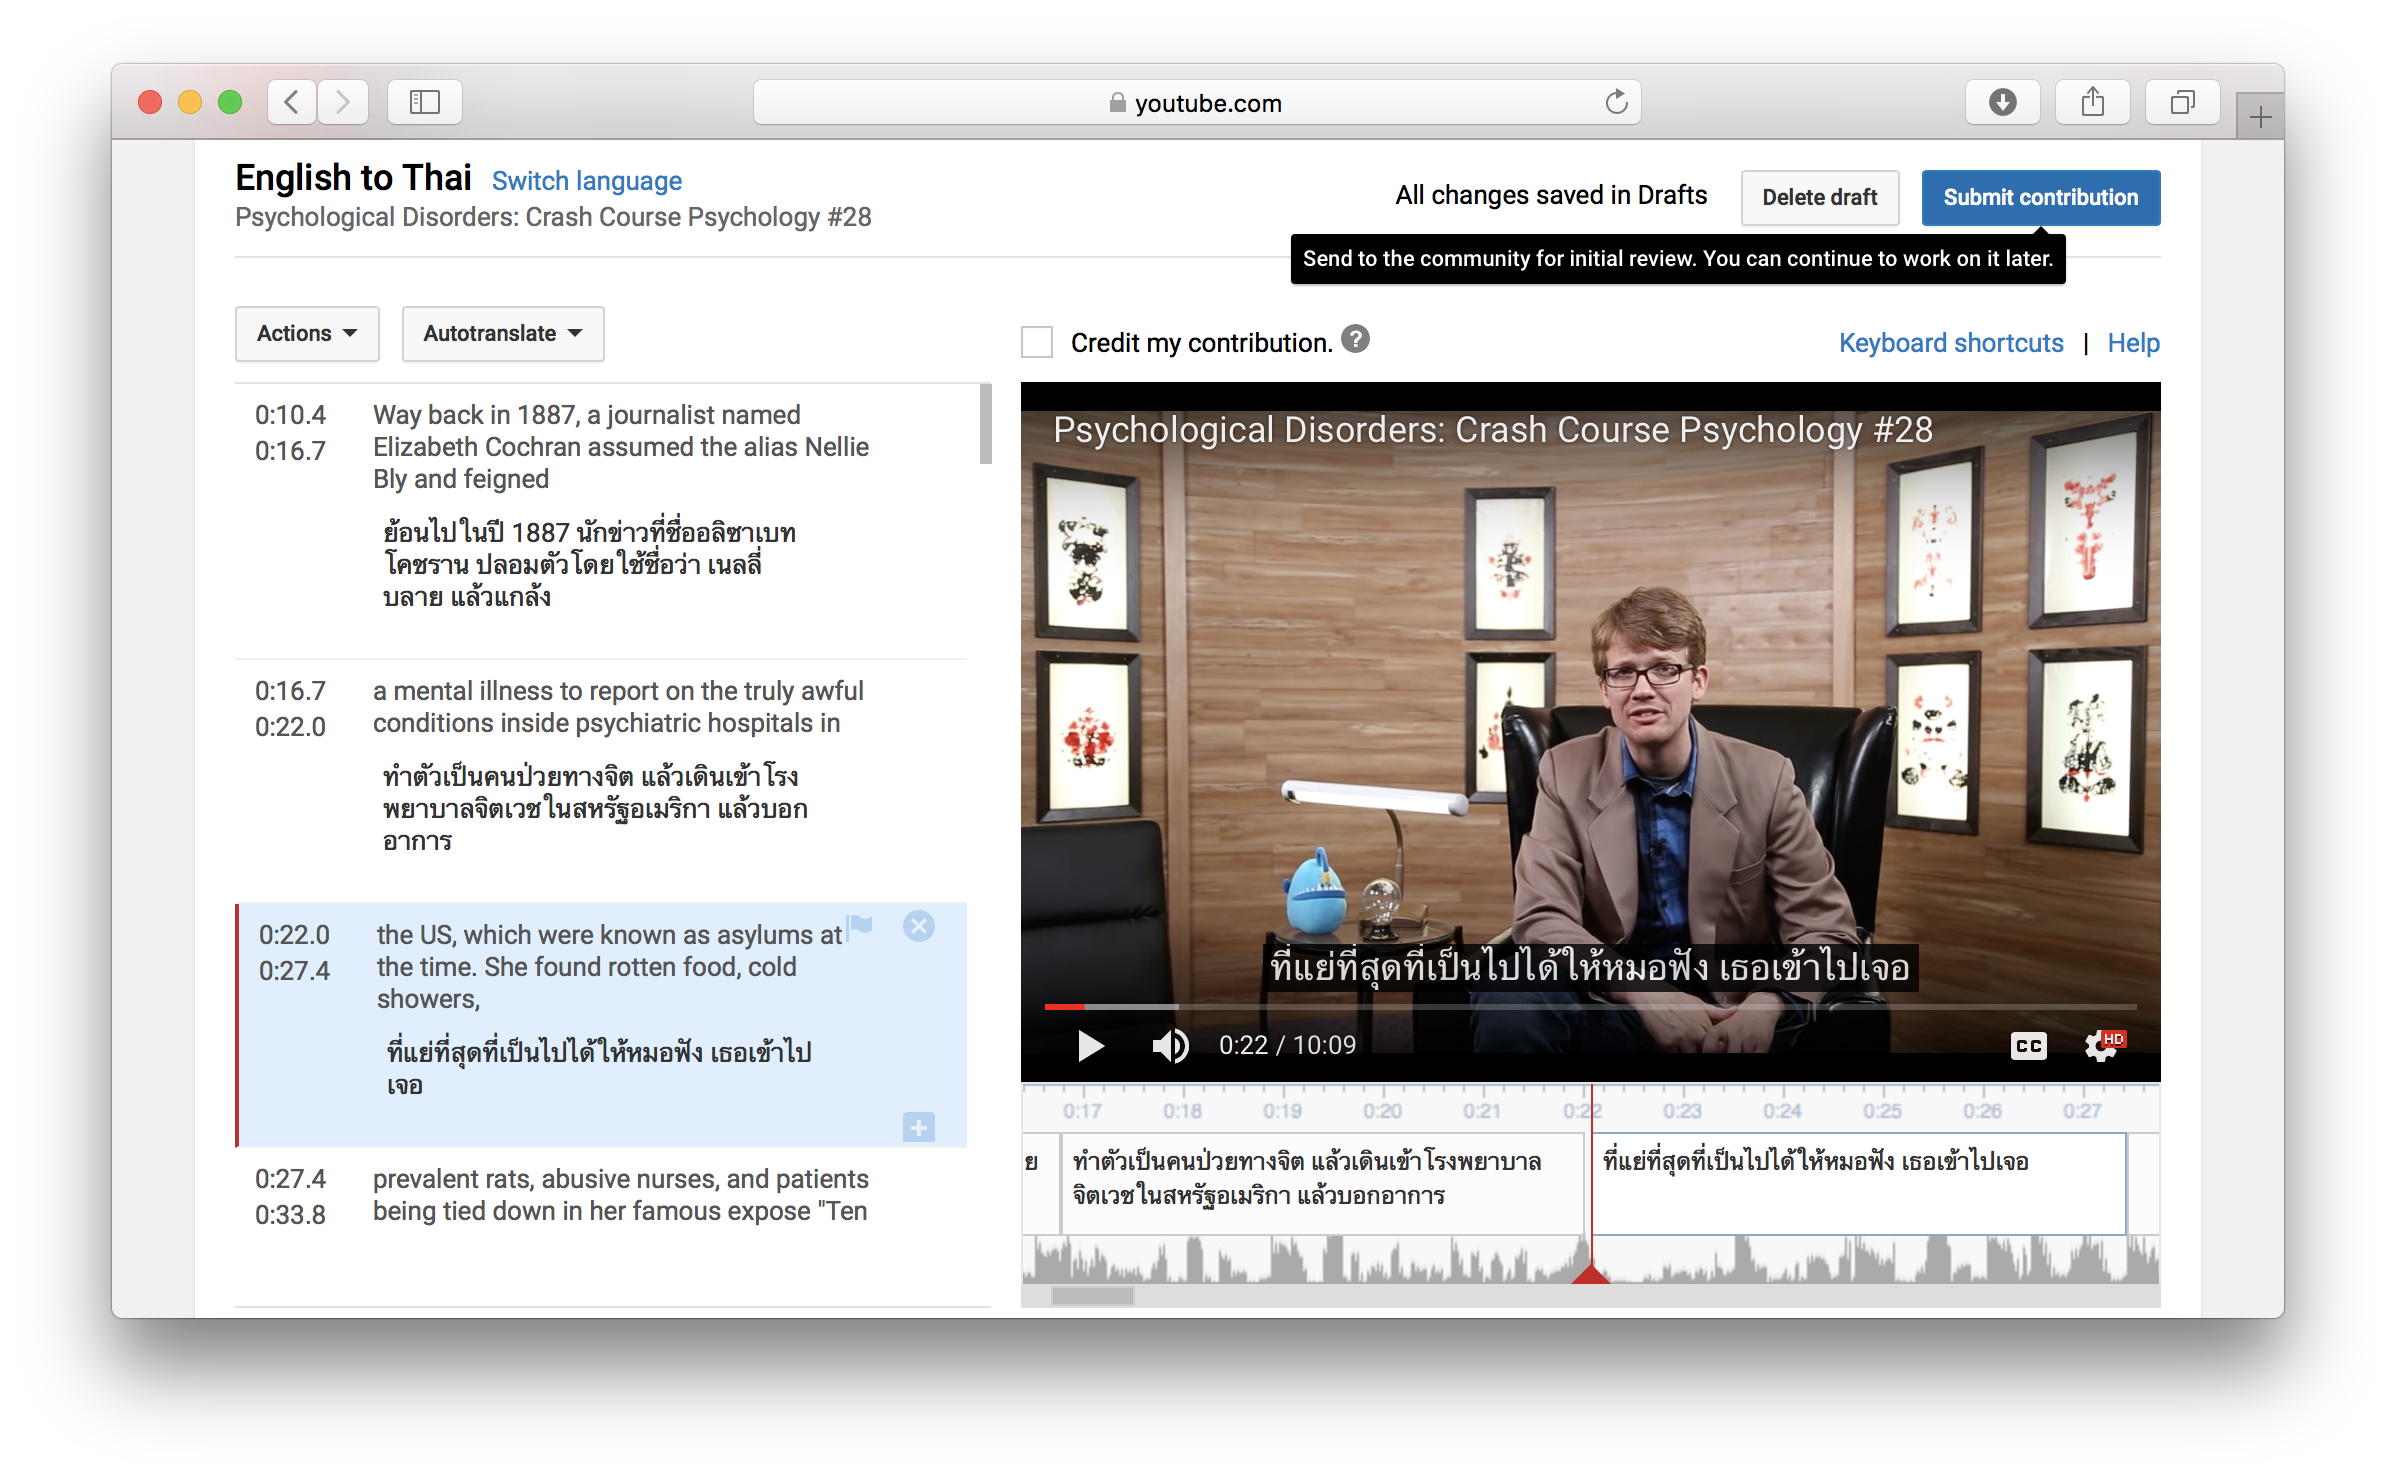 youtube.com
English to Thai Switch language
Psychological Disorders: Crash Course Psychology #28
All changes saved in Drafts
Delete draft
Submit contribution
Send to the community for initial review. You can continue to work on it later.
Actions
Autotranslate
Credit my contribution. ?
Keyboard shortcuts | Help
0:10.4
0:16.7
Way back in 1887, a journalist named
Elizabeth Cochran assumed the alias Nellie
Bly and feigned
ย้อนไปในปี 1887 นักข่าวที่ชื่ออลิซาเบท
โคชราน ปลอมตัวโดยใช้ชื่อว่า เนลลี่
บลาย แล้วแกล้ง
0:16.7
0:22.0
a mental illness to report on the truly awful
conditions inside psychiatric hospitals in
ทำตัวเป็นคนป่วยทางจิต แล้วเดินเข้าโรง
พยาบาลจิตเวชในสหรัฐอเมริกา แล้วบอก
อาการ
0:22.0
0:27.4
the US, which were known as asylums at
the time. She found rotten food, cold
showers,
ที่แย่ที่สุดที่เป็นไปได้ให้หมอฟัง เธอเข้าไป
เจอ
0:27.4
0:33.8
prevalent rats, abusive nurses, and patients
being tied down in her famous expose "Ten
Psychological Disorders: Crash Course Psychology #28
ที่แย่ที่สุดที่เป็นไปได้ให้หมอฟัง เธอเข้าไปเจอ
0:22 / 10:09
CC
HD
0:17 0:18 0:19 0:20 0:21 0:22 0:23 0:24 0:25 0:26 0:27
ย
ทำตัวเป็นคนป่วยทางจิต แล้วเดินเข้าโรงพยาบาล
จิตเวชในสหรัฐอเมริกา แล้วบอกอาการ
ที่แย่ที่สุดที่เป็นไปได้ให้หมอฟัง เธอเข้าไปเจอ